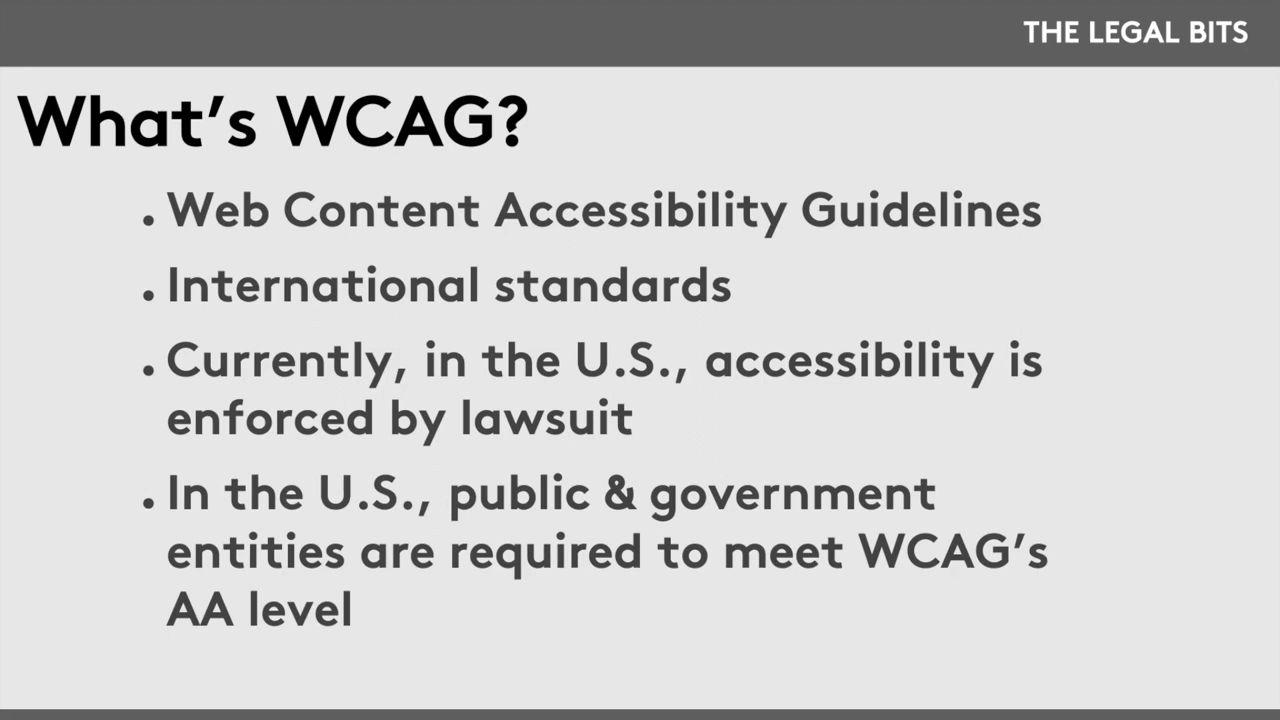 THE LEGAL BITS
What’s WCAG?
. Web Content Accessibility Guidelines
. International standards
. Currently, in the U.S., accessibility is
enforced by lawsuit
. In the U.S., public & government
entities are required to meet WCAG’s
AA level